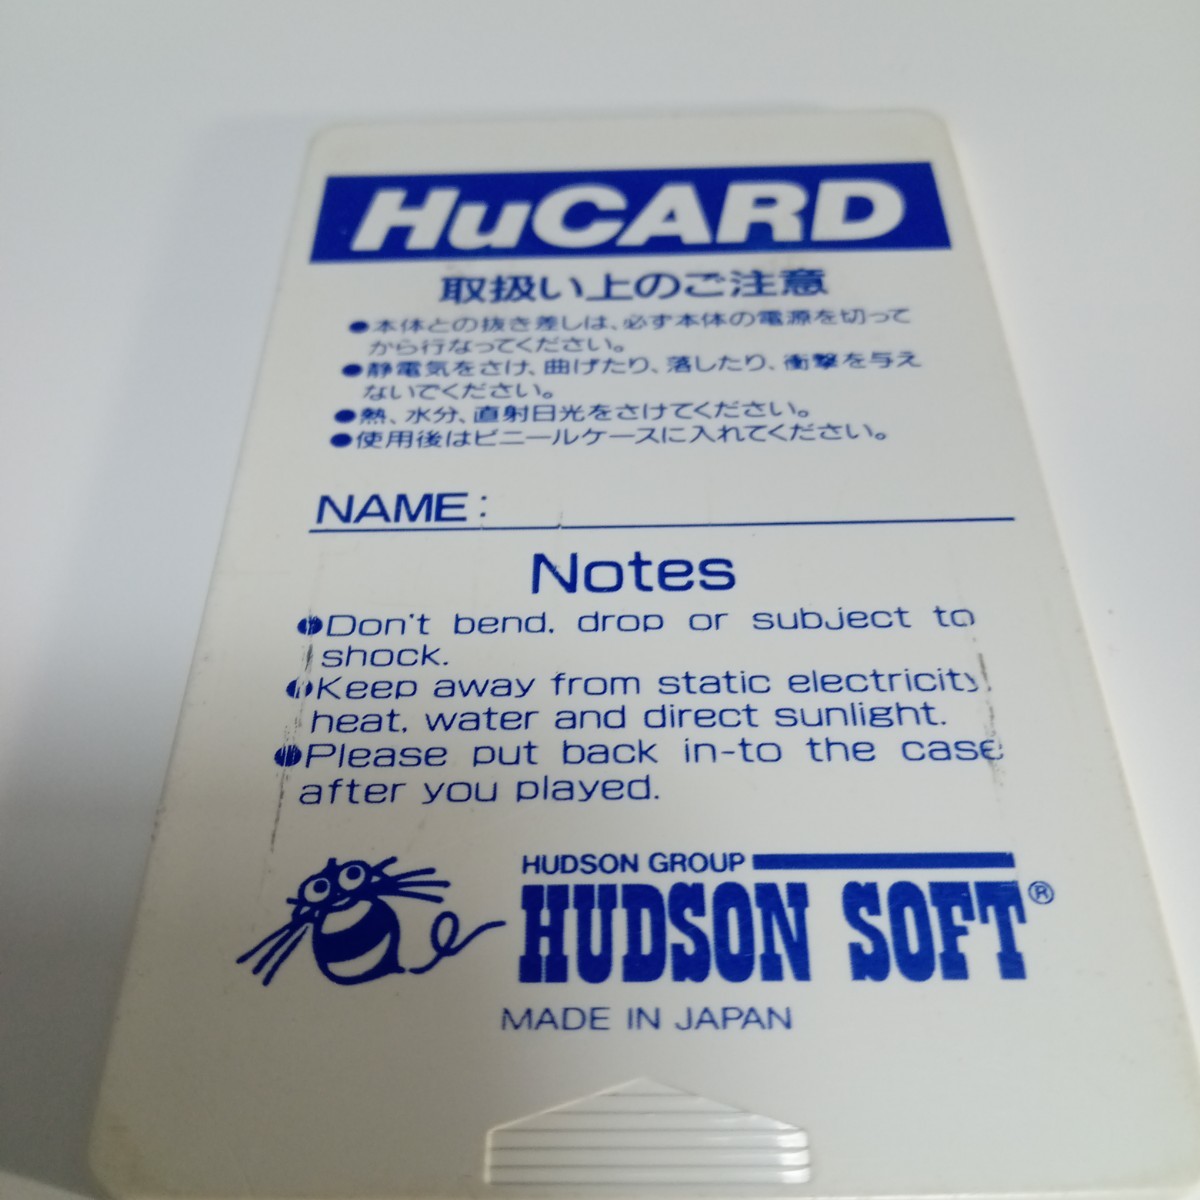 HuCARD
取扱い上のご注意
●本体との抜き差しは、必ず本体の電源を切って
から行なってください。
●静電気をさけ、曲げたり、落したり、衝撃を与え
ないでください。
●熱、水分、直射日光をさけてください。
●使用後はビニールケースに入れてください。
NAME:
Notes
●Don't bend, drop or subject to
shock.
●Keep away from static electricity,
heat, water and direct sunlight.
●Please put back in-to the case
after you played.
HUDSON GROUP
HUDSON SOFT®
MADE IN JAPAN